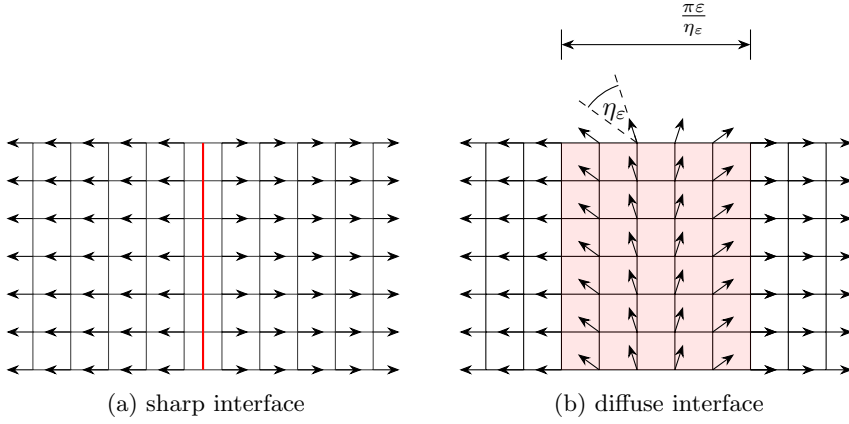 πε
ηε
ηε
(a) sharp interface
(b) diffuse interface